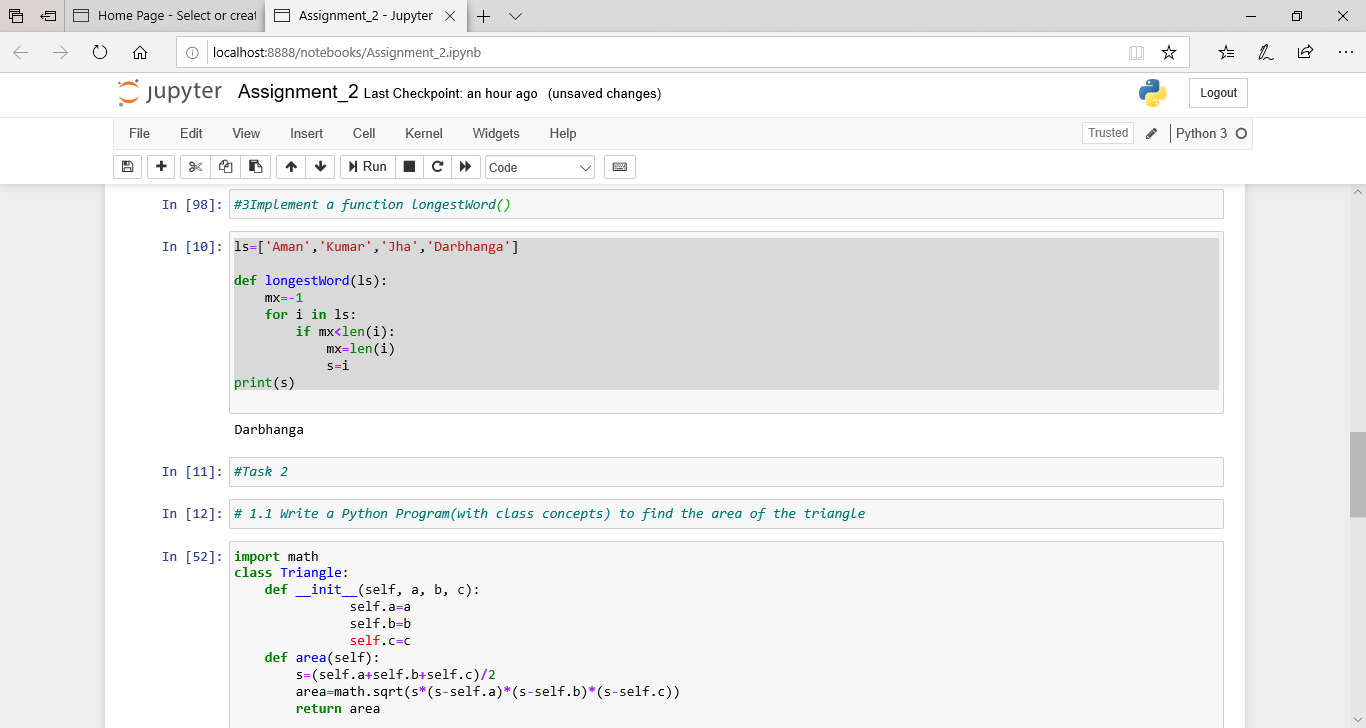 Home Page - Select or creat
Assignment_2 - Jupyter
localhost:8888/notebooks/Assignment_2.ipynb
jupyter Assignment_2 Last Checkpoint: an hour ago (unsaved changes)
Logout
File Edit View Insert Cell Kernel Widgets Help
Trusted
Python 3
Run
Code
In [98]: #3Implement a function longestWord()
In [10]: ls=['Aman','Kumar','Jha','Darbhanga']
def longestWord(ls):
    mx=-1
    for i in ls:
        if mx<len(i):
            mx=len(i)
            s=i
print(s)
Darbhanga
In [11]: #Task 2
In [12]: # 1.1 Write a Python Program(with class concepts) to find the area of the triangle
In [52]: import math
class Triangle:
    def __init__(self, a, b, c):
               self.a=a
               self.b=b
               self.c=c
    def area(self):
        s=(self.a+self.b+self.c)/2
        area=math.sqrt(s*(s-self.a)*(s-self.b)*(s-self.c))
        return area